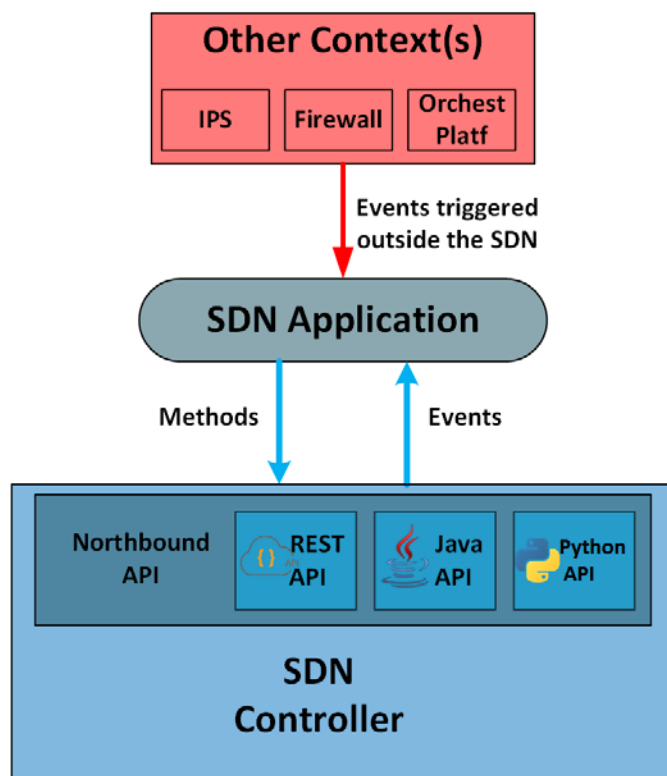 Other Context(s)
IPS
Firewall
Orchest
Platf
Events triggered
outside the SDN
SDN Application
Methods
Events
Northbound
API
{ }
API
REST
API
Java
API
Python
API
SDN
Controller